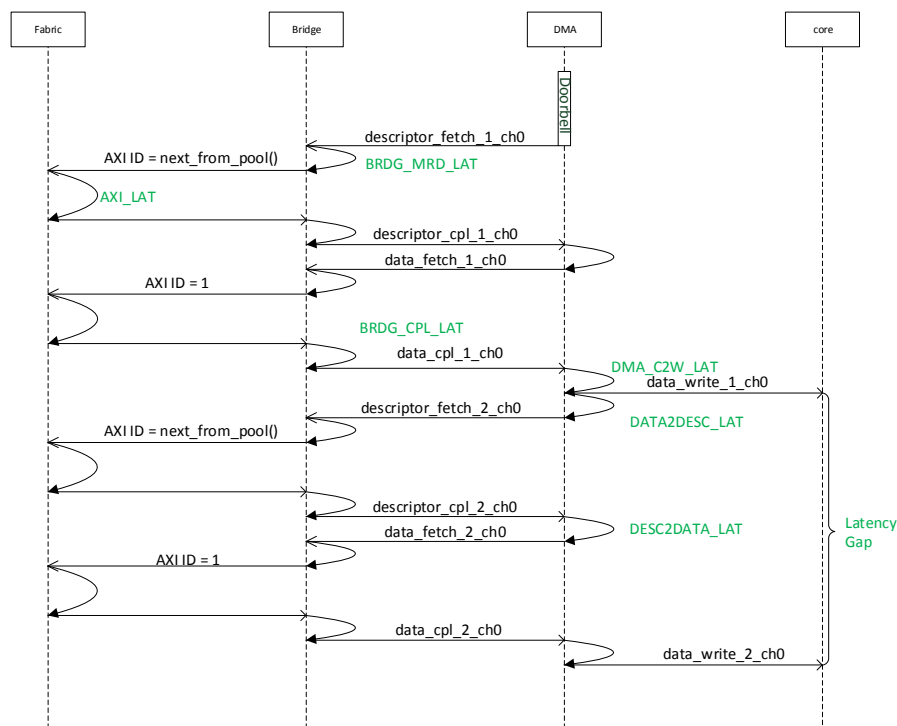 Fabric
Bridge
DMA
core
Doorbell
descriptor_fetch_1_ch0
AXI ID = next_from_pool()
BRDG_MRD_LAT
AXI_LAT
descriptor_cpl_1_ch0
data_fetch_1_ch0
AXI ID = 1
BRDG_CPL_LAT
data_cpl_1_ch0
DMA_C2W_LAT
data_write_1_ch0
descriptor_fetch_2_ch0
DATA2DESC_LAT
AXI ID = next_from_pool()
descriptor_cpl_2_ch0
DESC2DATA_LAT
Latency
Gap
data_fetch_2_ch0
AXI ID = 1
data_cpl_2_ch0
data_write_2_ch0